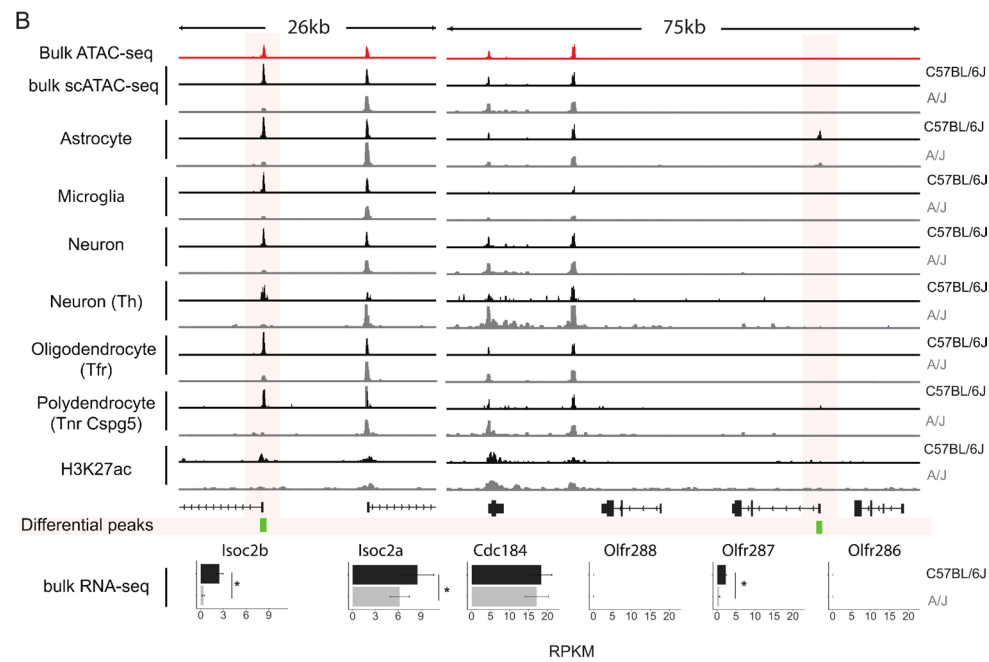 B
26kb 75kb
Bulk ATAC-seq
bulk scATAC-seq C57BL/6J
A/J
Astrocyte C57BL/6J
A/J
Microglia C57BL/6J
A/J
Neuron C57BL/6J
A/J
Neuron (Th) C57BL/6J
A/J
Oligodendrocyte C57BL/6J
(Tfr) A/J
Polydendrocyte C57BL/6J
(Tnr Cspg5) A/J
H3K27ac C57BL/6J
A/J
Differential peaks
Isoc2b Isoc2a Cdc184 Olfr288 Olfr287 Olfr286
bulk RNA-seq * * * C57BL/6J
A/J
0 3 6 9 0 3 6 9 0 5 10 15 20 0 5 10 15 20 0 5 10 15 20 0 5 10 15 20
RPKM